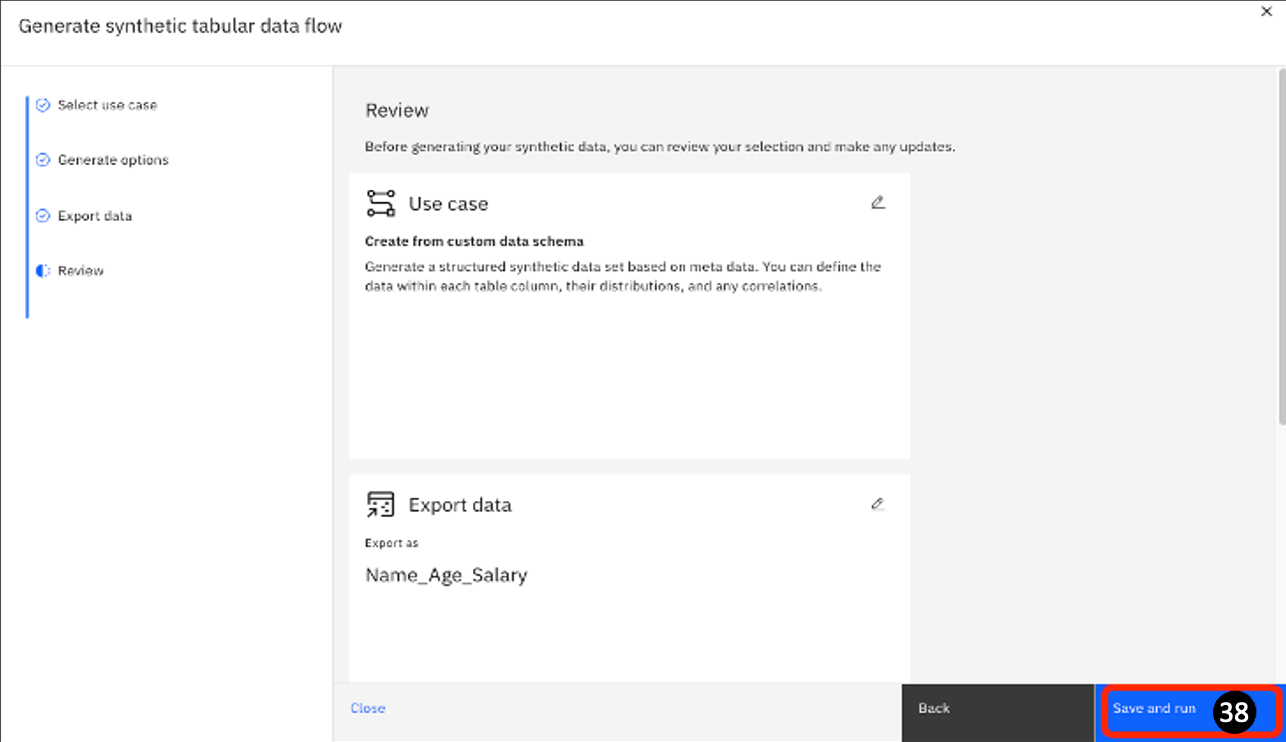 Generate synthetic tabular data flow
Select use case
Generate options
Export data
Review
Review
Before generating your synthetic data, you can review your selection and make any updates.
Use case
Create from custom data schema
Generate a structured synthetic data set based on meta data. You can define the
data within each table column, their distributions, and any correlations.
Export data
Export as
Name_Age_Salary
Close
Back
Save and run
38